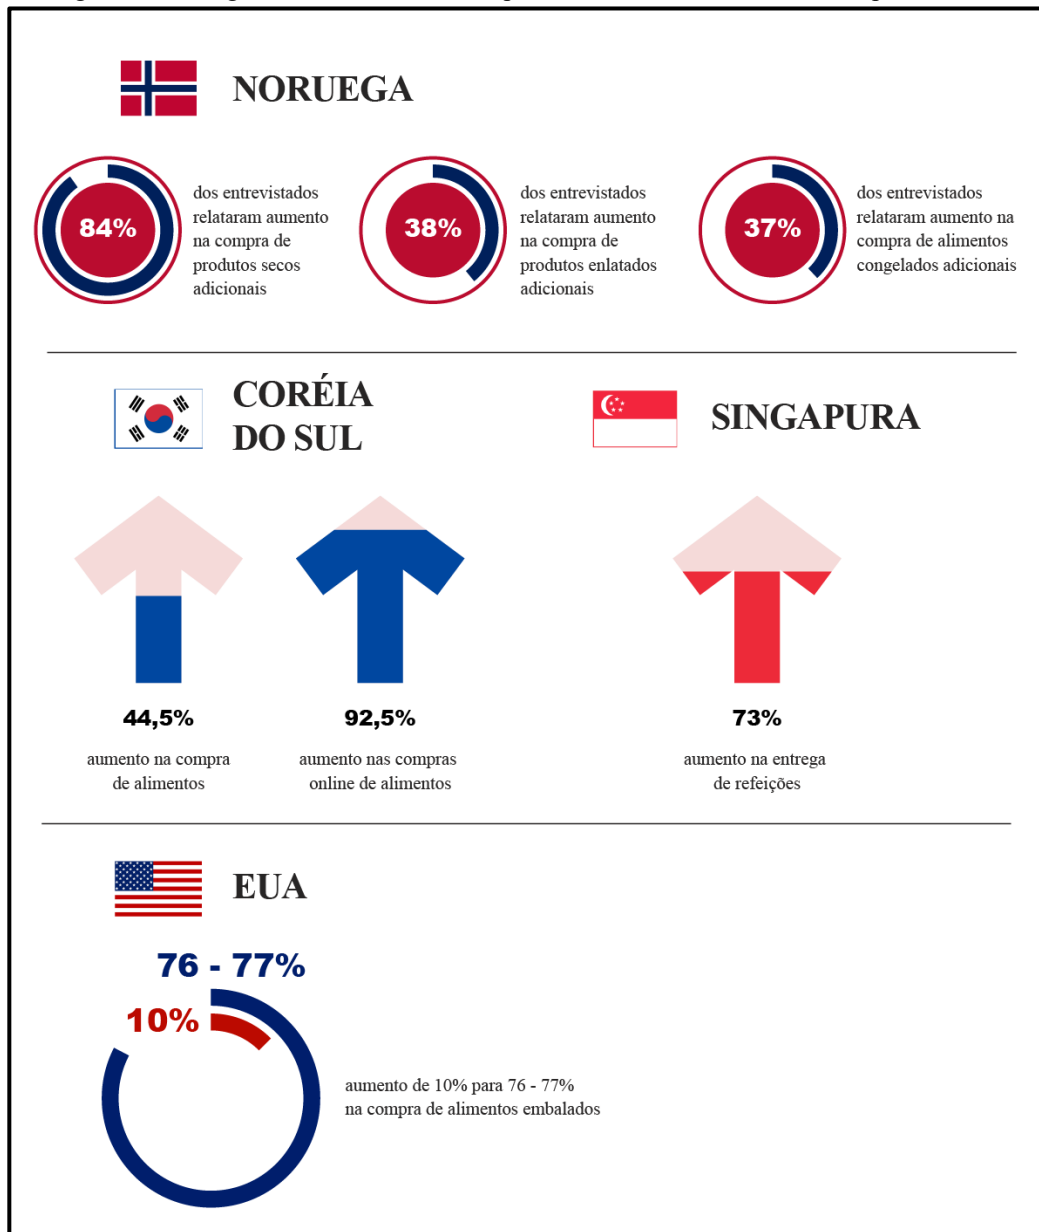 NORUEGA
84%
dos entrevistados
relataram aumento
na compra de
produtos secos
adicionais
38%
dos entrevistados
relataram aumento
na compra de
produtos enlatados
adicionais
37%
dos entrevistados
relataram aumento na
compra de alimentos
congelados adicionais
CORÉIA
DO SUL
44,5%
aumento na compra
de alimentos
92,5%
aumento nas compras
online de alimentos
SINGAPURA
73%
aumento na entrega
de refeições
EUA
76 - 77%
10%
aumento de 10% para 76 - 77%
na compra de alimentos embalados